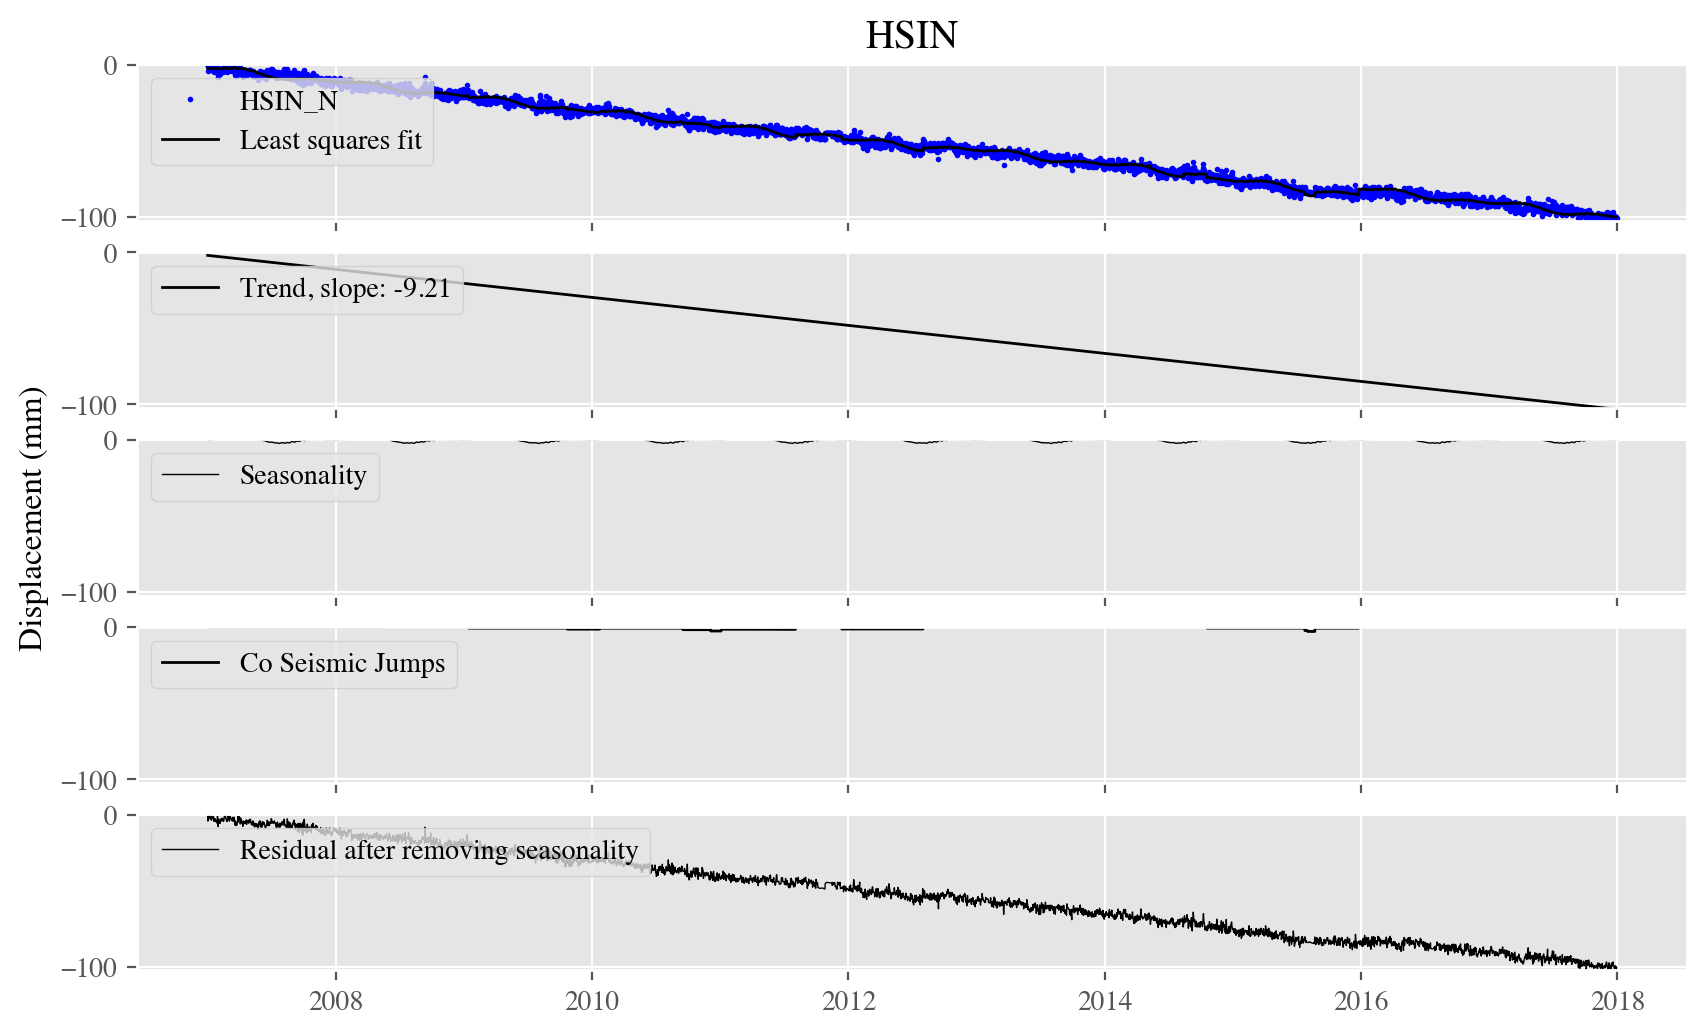 HSIN
0
HSIN_N
Least squares fit
−100
0
Trend, slope: -9.21
−100
Displacement (mm)
0
Seasonality
−100
0
Co Seismic Jumps
−100
0
Residual after removing seasonality
−100
2008 2010 2012 2014 2016 2018